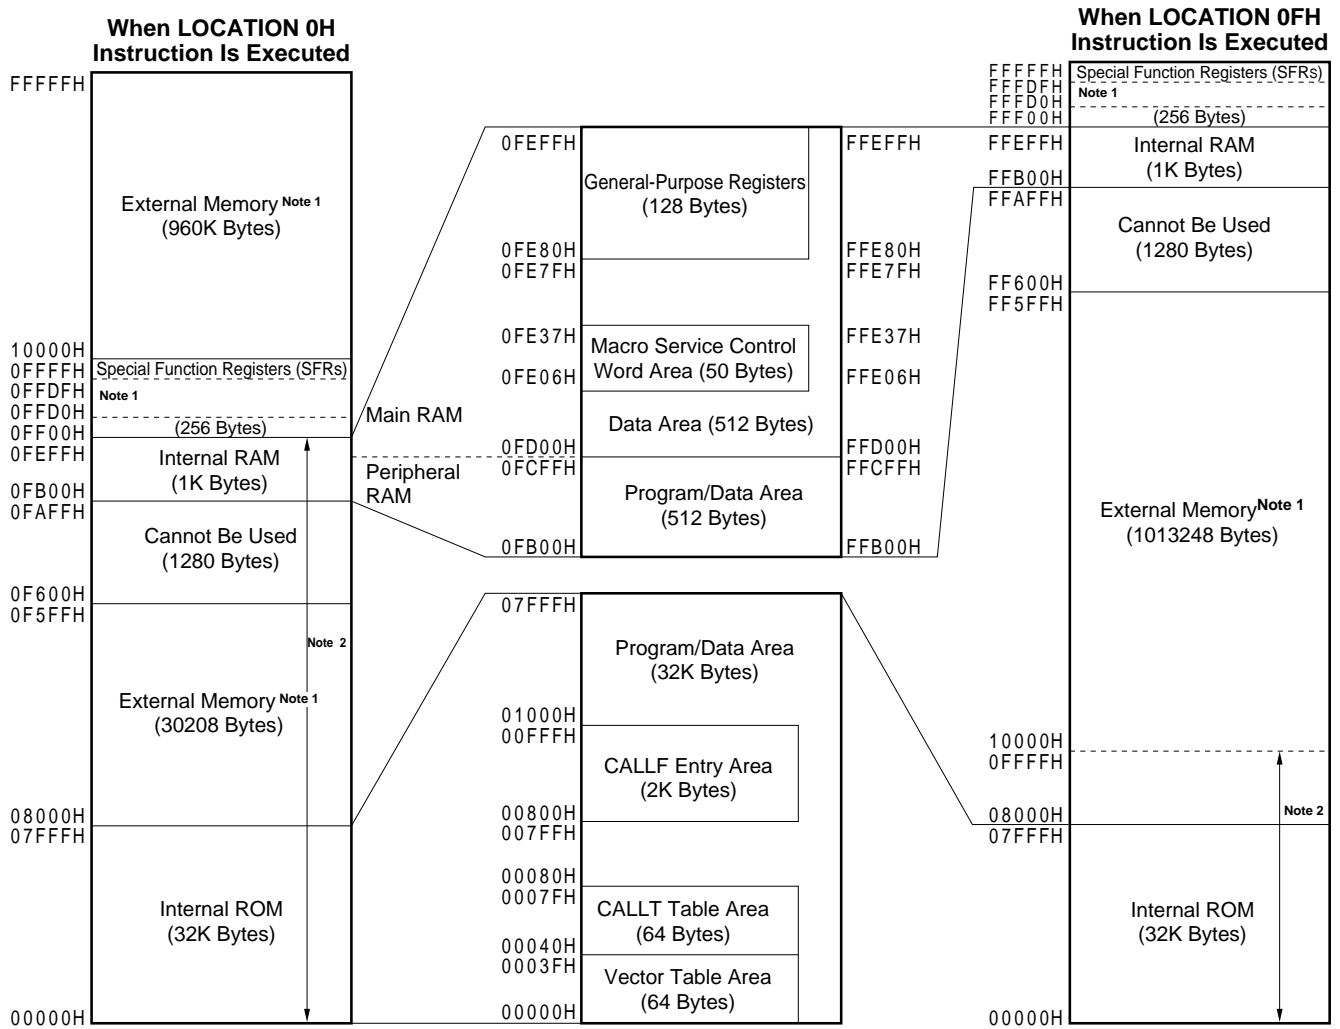 When LOCATION 0H
Instruction Is Executed
FFFFFH
External Memory Note 1
(960K Bytes)
10000H
0FFFFH
Special Function Registers (SFRs)
0FFDFH
Note 1
0FFD0H
0FF00H
(256 Bytes)
0FEFFH
Internal RAM
(1K Bytes)
0FB00H
0FAFFH
Cannot Be Used
(1280 Bytes)
0F600H
0F5FFH
Note 2
External Memory Note 1
(30208 Bytes)
08000H
07FFFH
Internal ROM
(32K Bytes)
00000H
Main RAM
Peripheral
RAM
0FEFFH
General-Purpose Registers
(128 Bytes)
0FE80H
0FE7FH
0FE37H
Macro Service Control
Word Area (50 Bytes)
0FE06H
Data Area (512 Bytes)
0FD00H
0FCFFH
Program/Data Area
(512 Bytes)
0FB00H
FFEFFH
FFE80H
FFE7FH
FFE37H
FFE06H
FFD00H
FFCFFH
FFB00H
07FFFH
Program/Data Area
(32K Bytes)
01000H
00FFFH
CALLF Entry Area
(2K Bytes)
00800H
007FFH
00080H
0007FH
CALLT Table Area
(64 Bytes)
00040H
0003FH
Vector Table Area
(64 Bytes)
00000H
When LOCATION 0FH
Instruction Is Executed
FFFFFH
Special Function Registers (SFRs)
FFFDFH
Note 1
FFFD0H
FFF00H
(256 Bytes)
FFEFFH
Internal RAM
(1K Bytes)
FFB00H
FFAFFH
Cannot Be Used
(1280 Bytes)
FF600H
FF5FFH
External Memory Note 1
(1013248 Bytes)
10000H
0FFFFH
Note 2
08000H
07FFFH
Internal ROM
(32K Bytes)
00000H